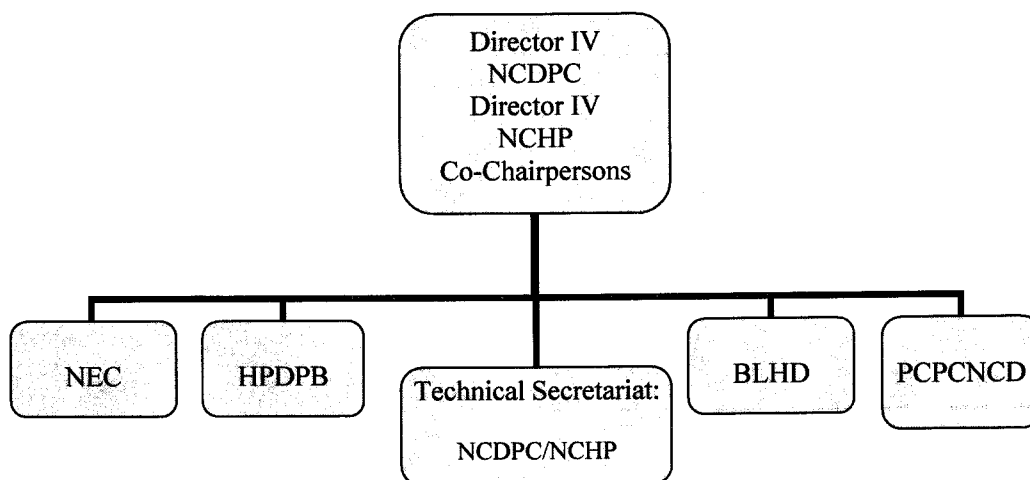 Director IV
NCDPC
Director IV
NCHP
Co-Chairpersons
NEC
HPDPB
Technical Secretariat:
NCDPC/NCHP
BLHD
PCPCNCD